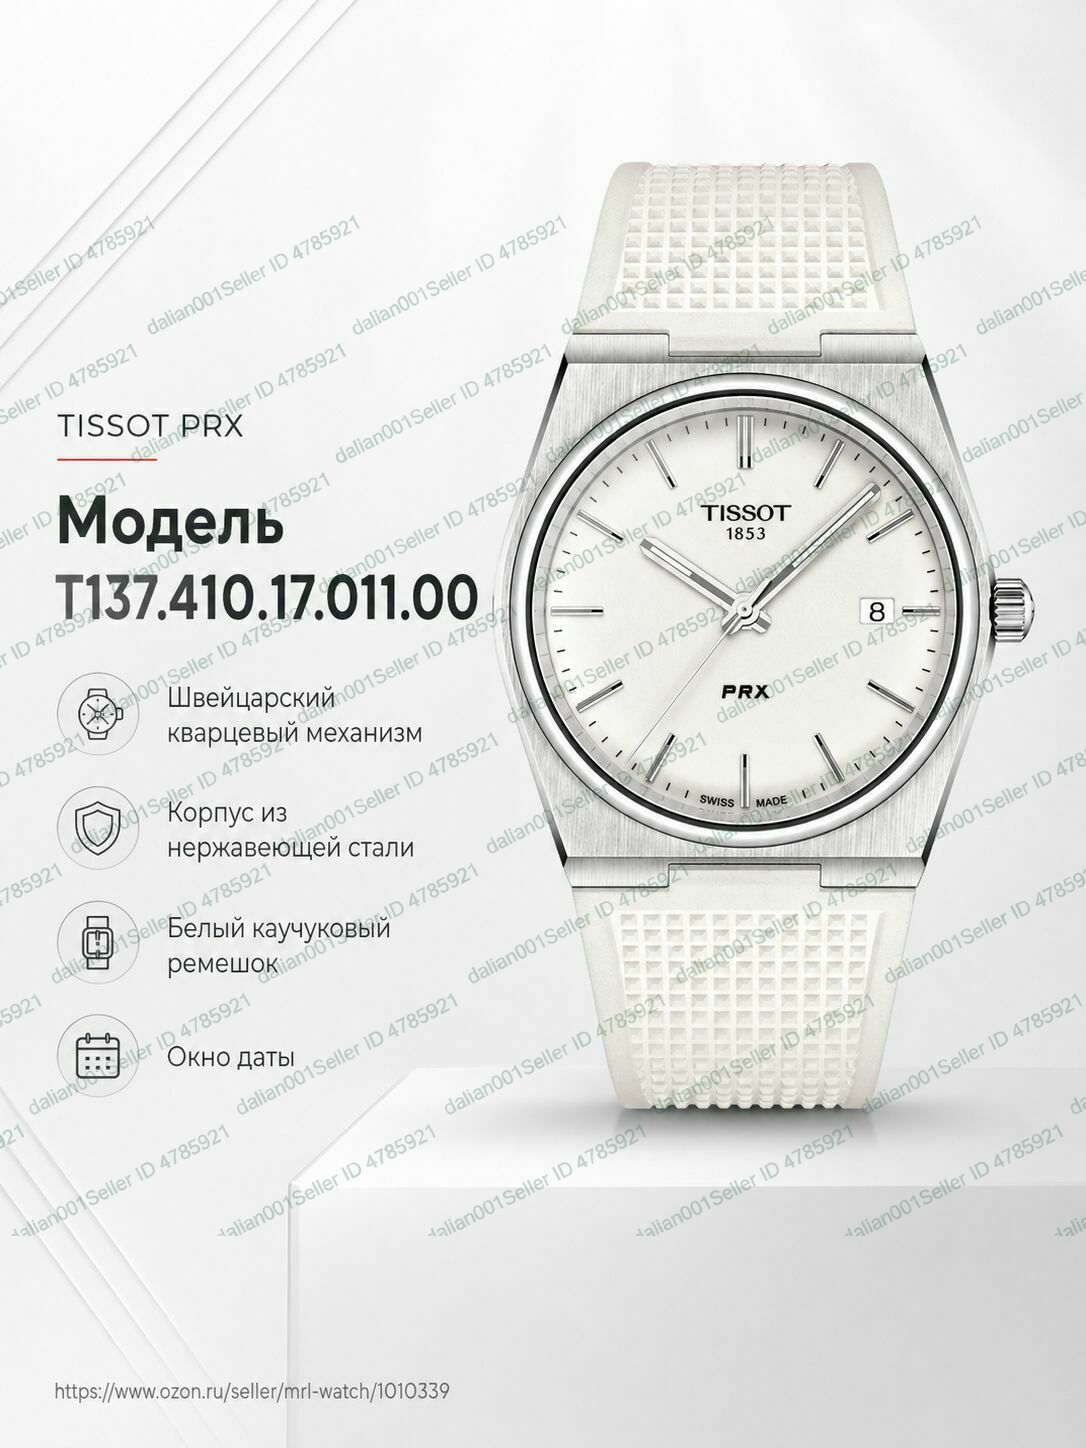 TISSOT PRX
Модель
T137.410.17.011.00
Швейцарский
кварцевый механизм
Корпус из
нержавеющей стали
Белый каучуковый
ремешок
Окно даты
TISSOT
1853
8
PRX
SWISS MADE
dalian001Seller ID 4785921
https://www.ozon.ru/seller/mrl-watch/1010339